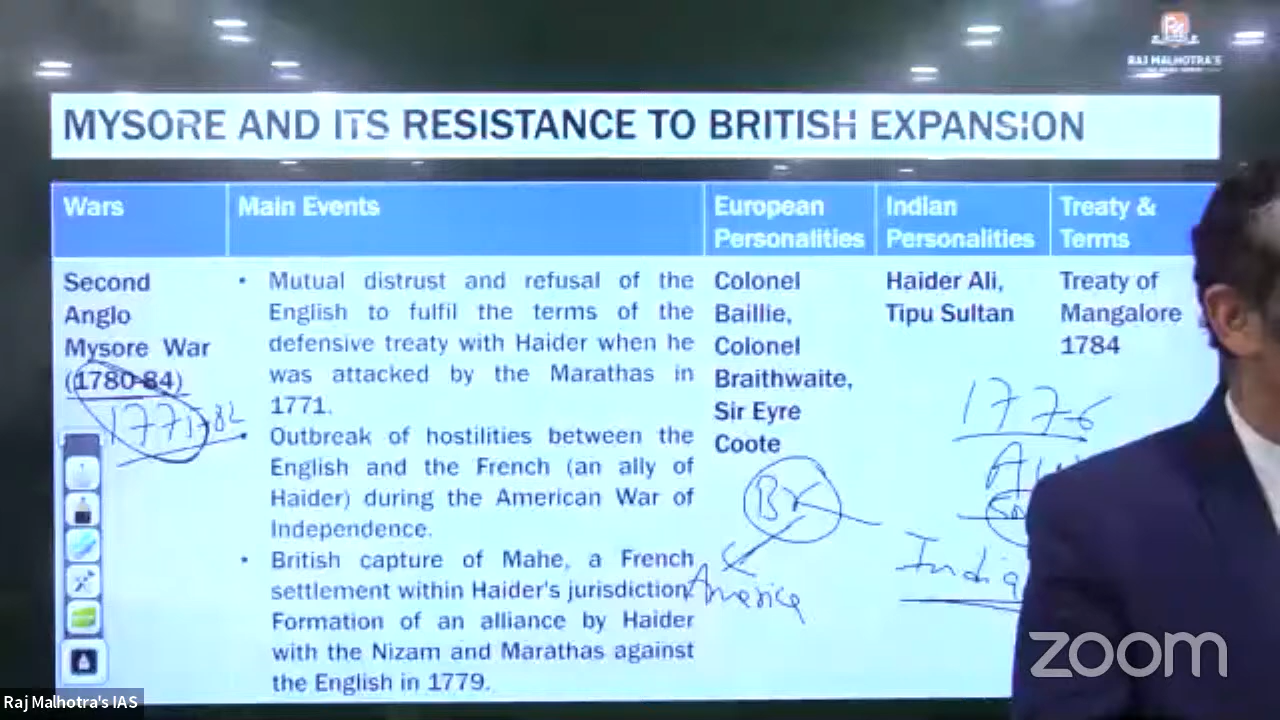 RAJ MALHOTRA'S
MYSORE AND ITS RESISTANCE TO BRITISH EXPANSION
Wars
Main Events
European
Personalities
Indian
Personalities
Treaty &
Terms
Second
Anglo
Mysore War
(1780-84)
1771-82
• Mutual distrust and refusal of the
English to fulfil the terms of the
defensive treaty with Haider when he
was attacked by the Marathas in
1771.
• Outbreak of hostilities between the
English and the French (an ally of
Haider) during the American War of
Independence.
• British capture of Mahe, a French
settlement within Haider's jurisdiction
Formation of an alliance by Haider
with the Nizam and Marathas against
the English in 1779.
Colonel
Baillie,
Colonel
Braithwaite,
Sir Eyre
Coote
Br
America
Haider Ali,
Tipu Sultan
Treaty of
Mangalore
1784
1776
India
zoom
Raj Malhotra's IAS